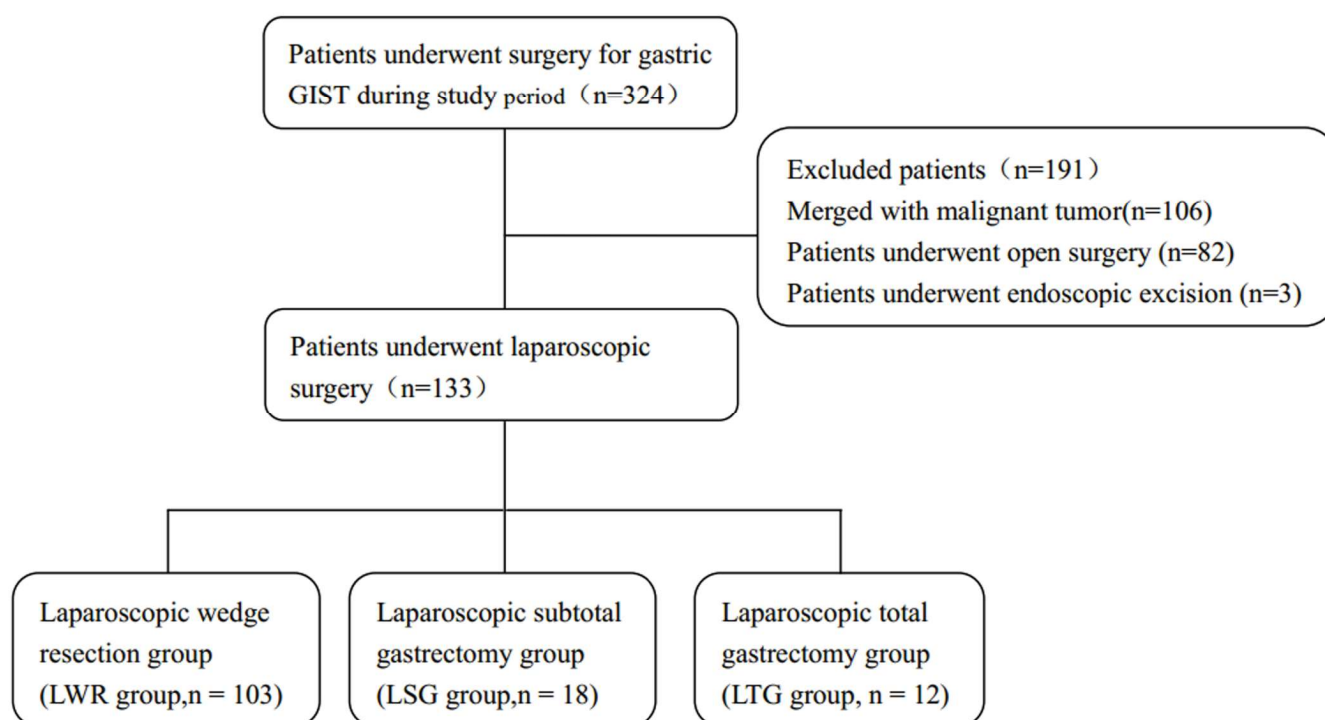 Patients underwent surgery for gastric
GIST during study period（n=324）
Excluded patients（n=191）
Merged with malignant tumor(n=106)
Patients underwent open surgery (n=82)
Patients underwent endoscopic excision (n=3)
Patients underwent laparoscopic
surgery（n=133）
Laparoscopic wedge
resection group
(LWR group,n = 103)
Laparoscopic subtotal
gastrectomy group
(LSG group,n = 18)
Laparoscopic total
gastrectomy group
(LTG group, n = 12)